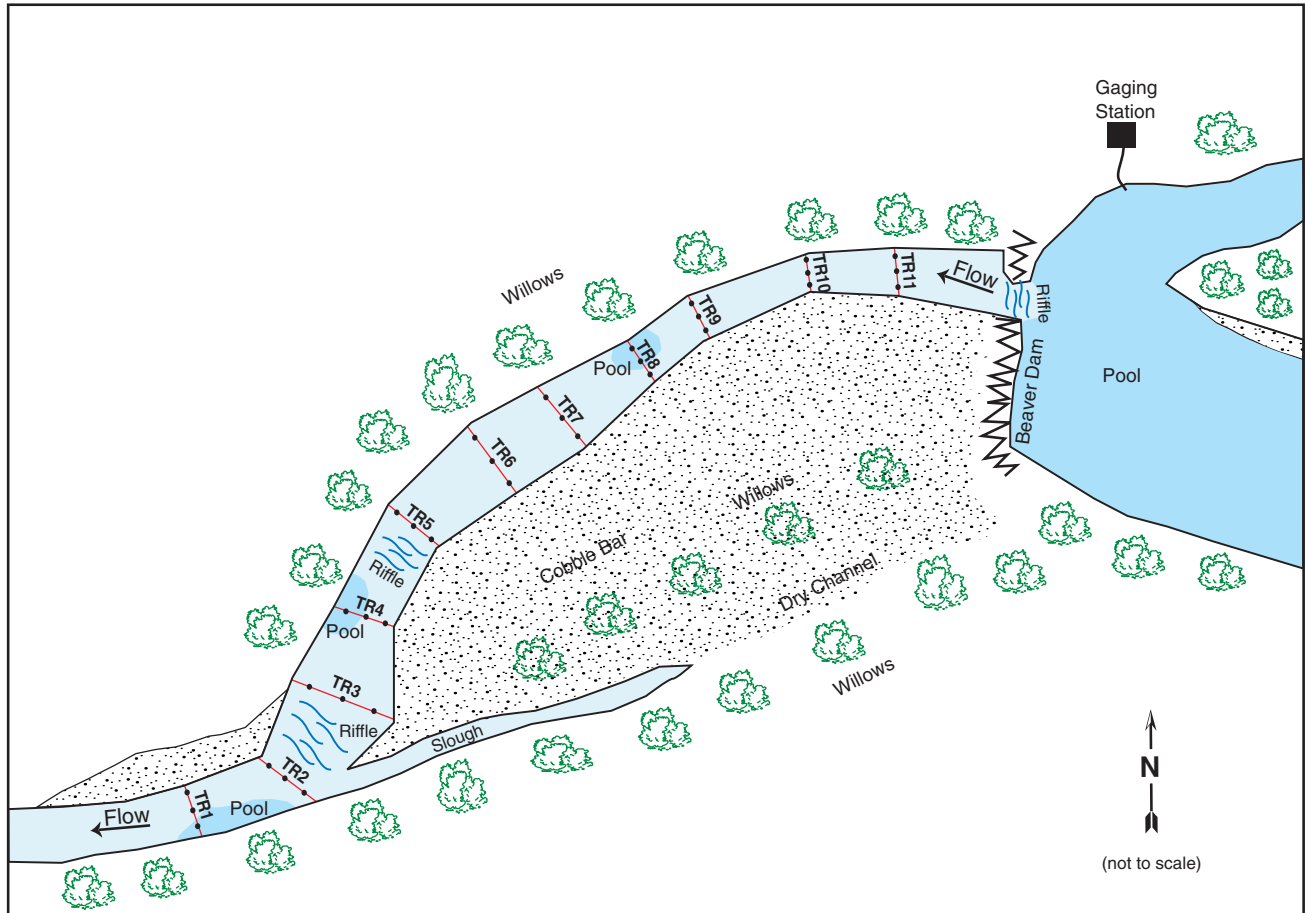 Gaging
Station
Willows
TR10
TR11
Flow
Riffle
TR9
TR8
Pool
Beaver Dam
Pool
TR7
TR6
Willows
TR5
Cobble Bar
Riffle
Dry Channel
TR4
Pool
Willows
TR3
Riffle
Slough
TR2
N
TR1
Pool
Flow
(not to scale)